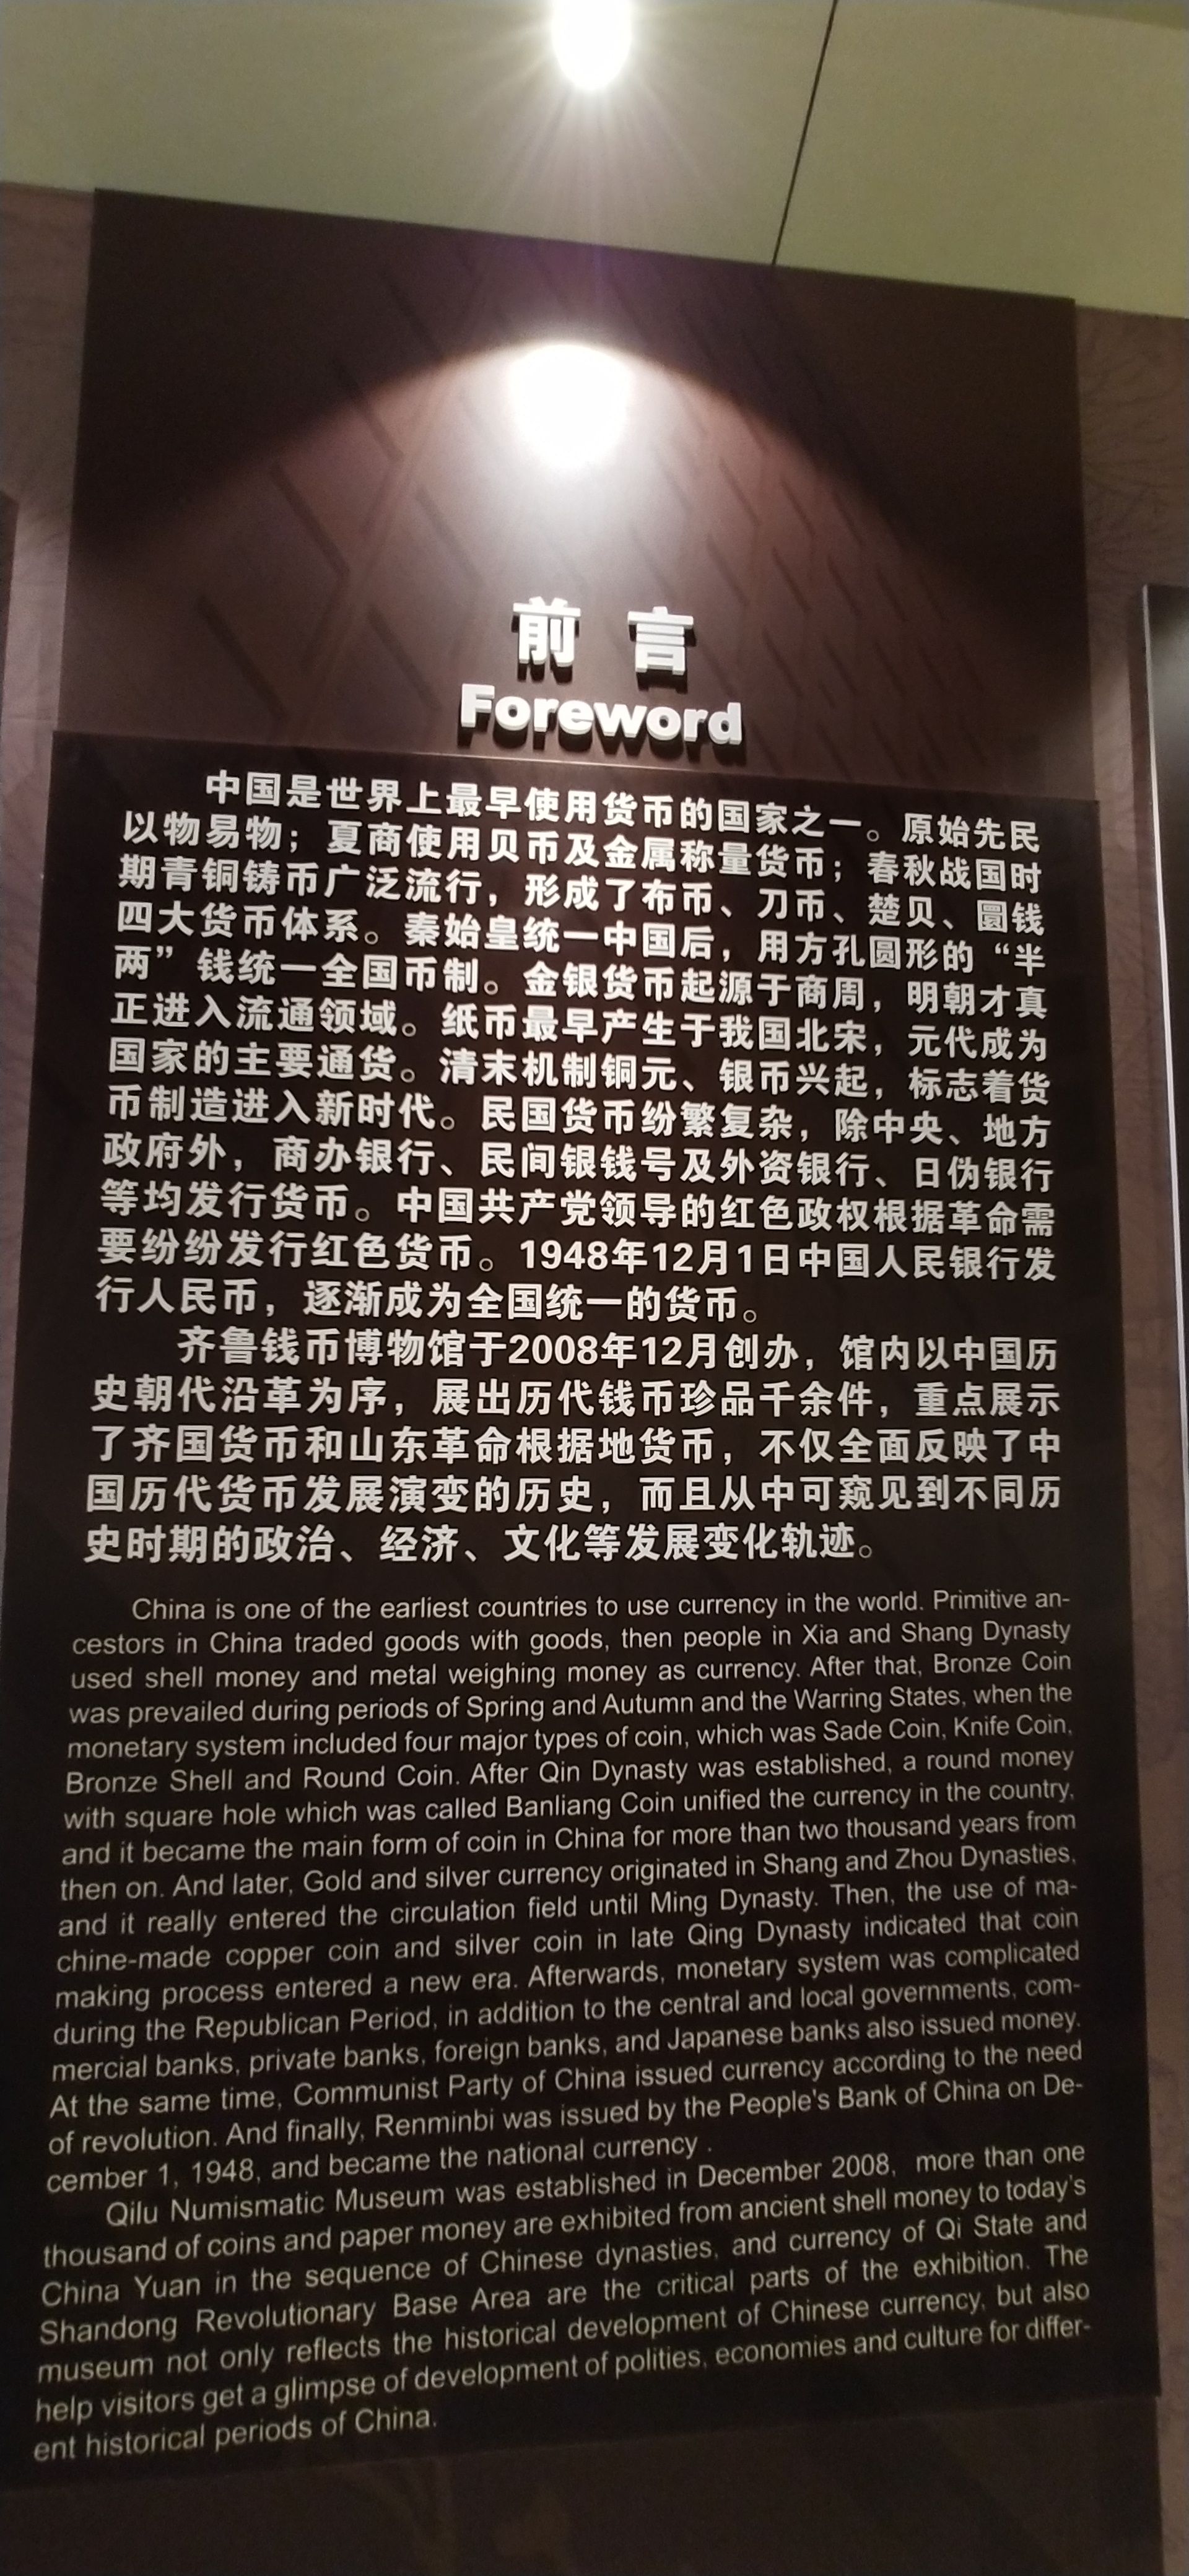 前言
Foreword
中国是世界上最早使用货币的国家之一。原始先民
以物易物；夏商使用贝币及金属称量货币；春秋战国时
期青铜铸币广泛流行，形成了布币、刀币、楚贝、圜钱
四大货币体系。秦始皇统一中国后，用方孔圆形的“半
两”钱统一全国币制。金银货币起源于商周，明朝才真
正进入流通领域。纸币最早产生于我国北宋，元代成为
国家的主要通货。清末机制铜元、银币兴起，标志着货
币制造进入新时代。民国货币纷繁复杂，除中央、地方
政府外，商办银行、民间银钱号及外资银行、日伪银行
等均发行货币。中国共产党领导的红色政权根据革命需
要纷纷发行红色货币。1948年12月1日中国人民银行发
行人民币，逐渐成为全国统一的货币。
齐鲁钱币博物馆于2008年12月创办，馆内以中国历
史朝代沿革为序，展出历代钱币珍品千余件，重点展示
了齐国货币和山东革命根据地货币，不仅全面反映了中
国历代货币发展演变的历史，而且从中可窥见到不同历
史时期的政治、经济、文化等发展变化轨迹。
China is one of the earliest countries to use currency in the world. Primitive an-
cestors in China traded goods with goods, then people in Xia and Shang Dynasty
used shell money and metal weighing money as currency. After that, Bronze Coin
was prevailed during periods of Spring and Autumn and the Warring States, when the
monetary system included four major types of coin, which was Sade Coin, Knife Coin,
Bronze Shell and Round Coin. After Qin Dynasty was established, a round money
with square hole which was called Banliang Coin unified the currency in the country,
and it became the main form of coin in China for more than two thousand years from
then on. And later, Gold and silver currency originated in Shang and Zhou Dynasties,
and it really entered the circulation field until Ming Dynasty. Then, the use of ma-
chine-made copper coin and silver coin in late Qing Dynasty indicated that coin
making process entered a new era. Afterwards, monetary system was complicated
during the Republican Period, in addition to the central and local governments, com-
mercial banks, private banks, foreign banks, and Japanese banks also issued money.
At the same time, Communist Party of China issued currency according to the need
of revolution. And finally, Renminbi was issued by the People's Bank of China on De-
cember 1, 1948, and became the national currency .
Qilu Numismatic Museum was established in December 2008, more than one
thousand of coins and paper money are exhibited from ancient shell money to today's
China Yuan in the sequence of Chinese dynasties, and currency of Qi State and
Shandong Revolutionary Base Area are the critical parts of the exhibition. The
museum not only reflects the historical development of Chinese currency, but also
help visitors get a glimpse of development of polities, economies and culture for differ-
ent historical periods of China.